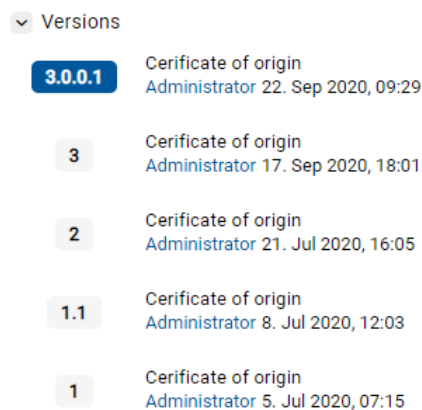 Versions
3.0.0.1
Cerificate of origin
Administrator 22. Sep 2020, 09:29
3
Cerificate of origin
Administrator 17. Sep 2020, 18:01
2
Cerificate of origin
Administrator 21. Jul 2020, 16:05
1.1
Cerificate of origin
Administrator 8. Jul 2020, 12:03
1
Cerificate of origin
Administrator 5. Jul 2020, 07:15